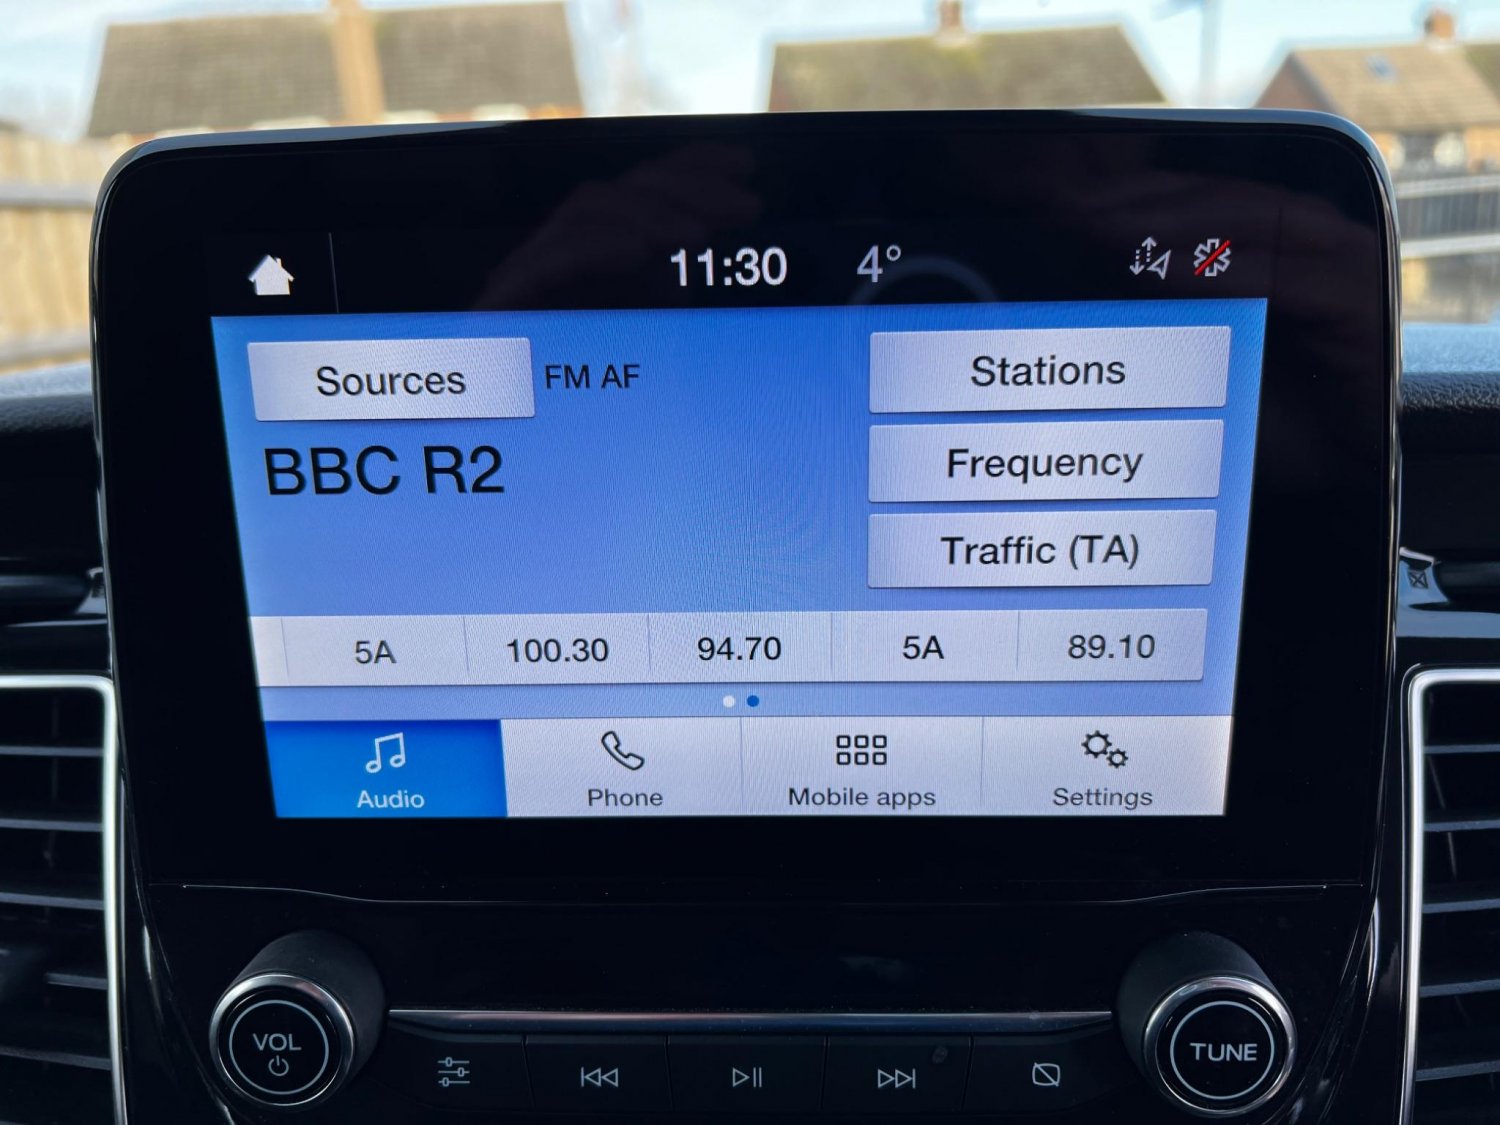 11:30 4°
Sources FM AF
BBC R2
Stations
Frequency
Traffic (TA)
5A 100.30 94.70 5A 89.10
Audio Phone Mobile apps Settings
VOL
TUNE